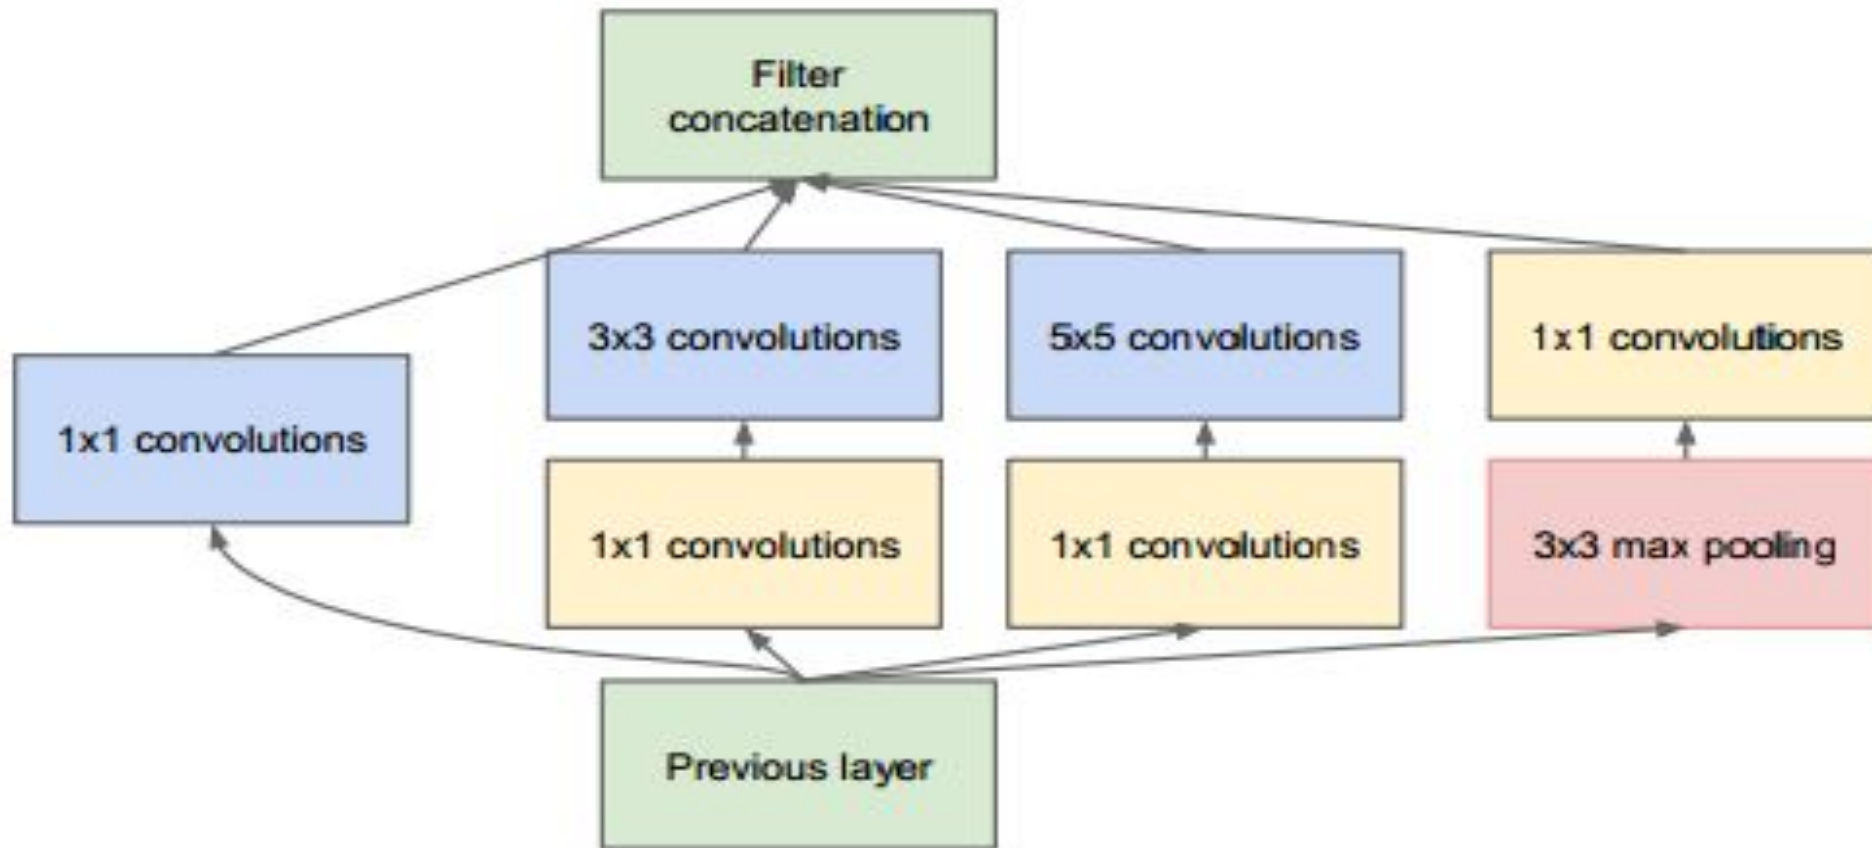 Filter
concatenation
3x3 convolutions
5x5 convolutions
1x1 convolutions
1x1 convolutions
1x1 convolutions
1x1 convolutions
3x3 max pooling
Previous layer